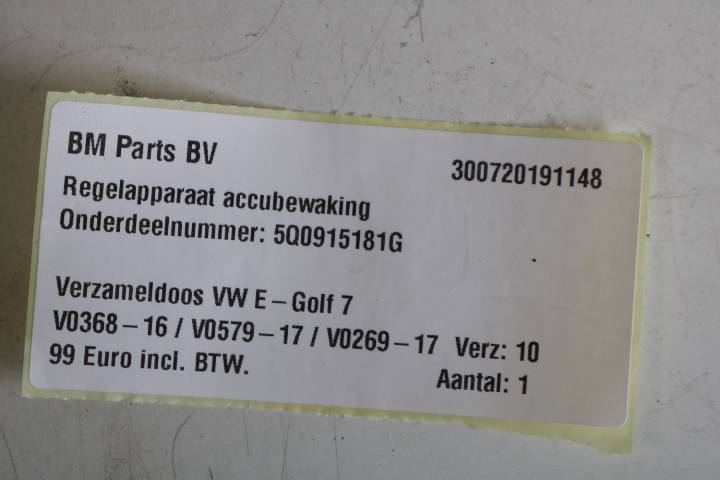 BM Parts BV 300720191148
Regelapparaat accubewaking
Onderdeelnummer: 5Q0915181G
Verzameldoos VW E-Golf 7
V0368-16 / V0579-17 / V0269-17 Verz: 10
99 Euro incl. BTW. Aantal: 1